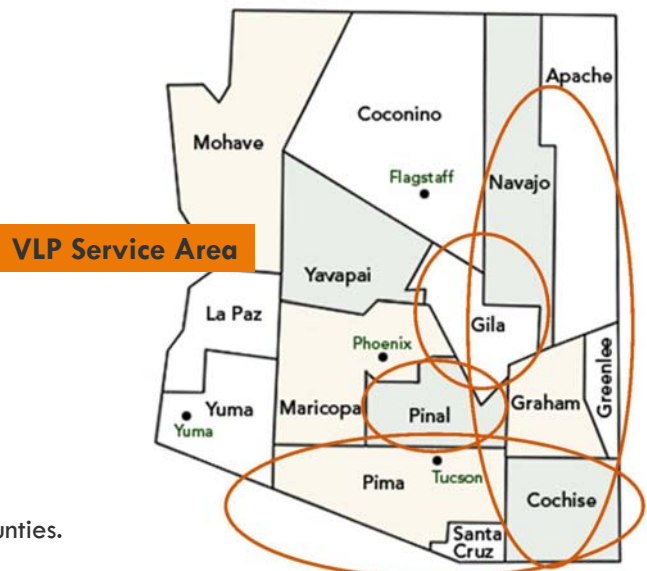 Apache
Coconino
Mohave
Flagstaff
Navajo
VLP Service Area
Yavapai
La Paz
Gila
Phoenix
Greenlee
Yuma
Maricopa
Pinal
Graham
Yuma
Tucson
Pima
Cochise
Santa
Cruz
unties.